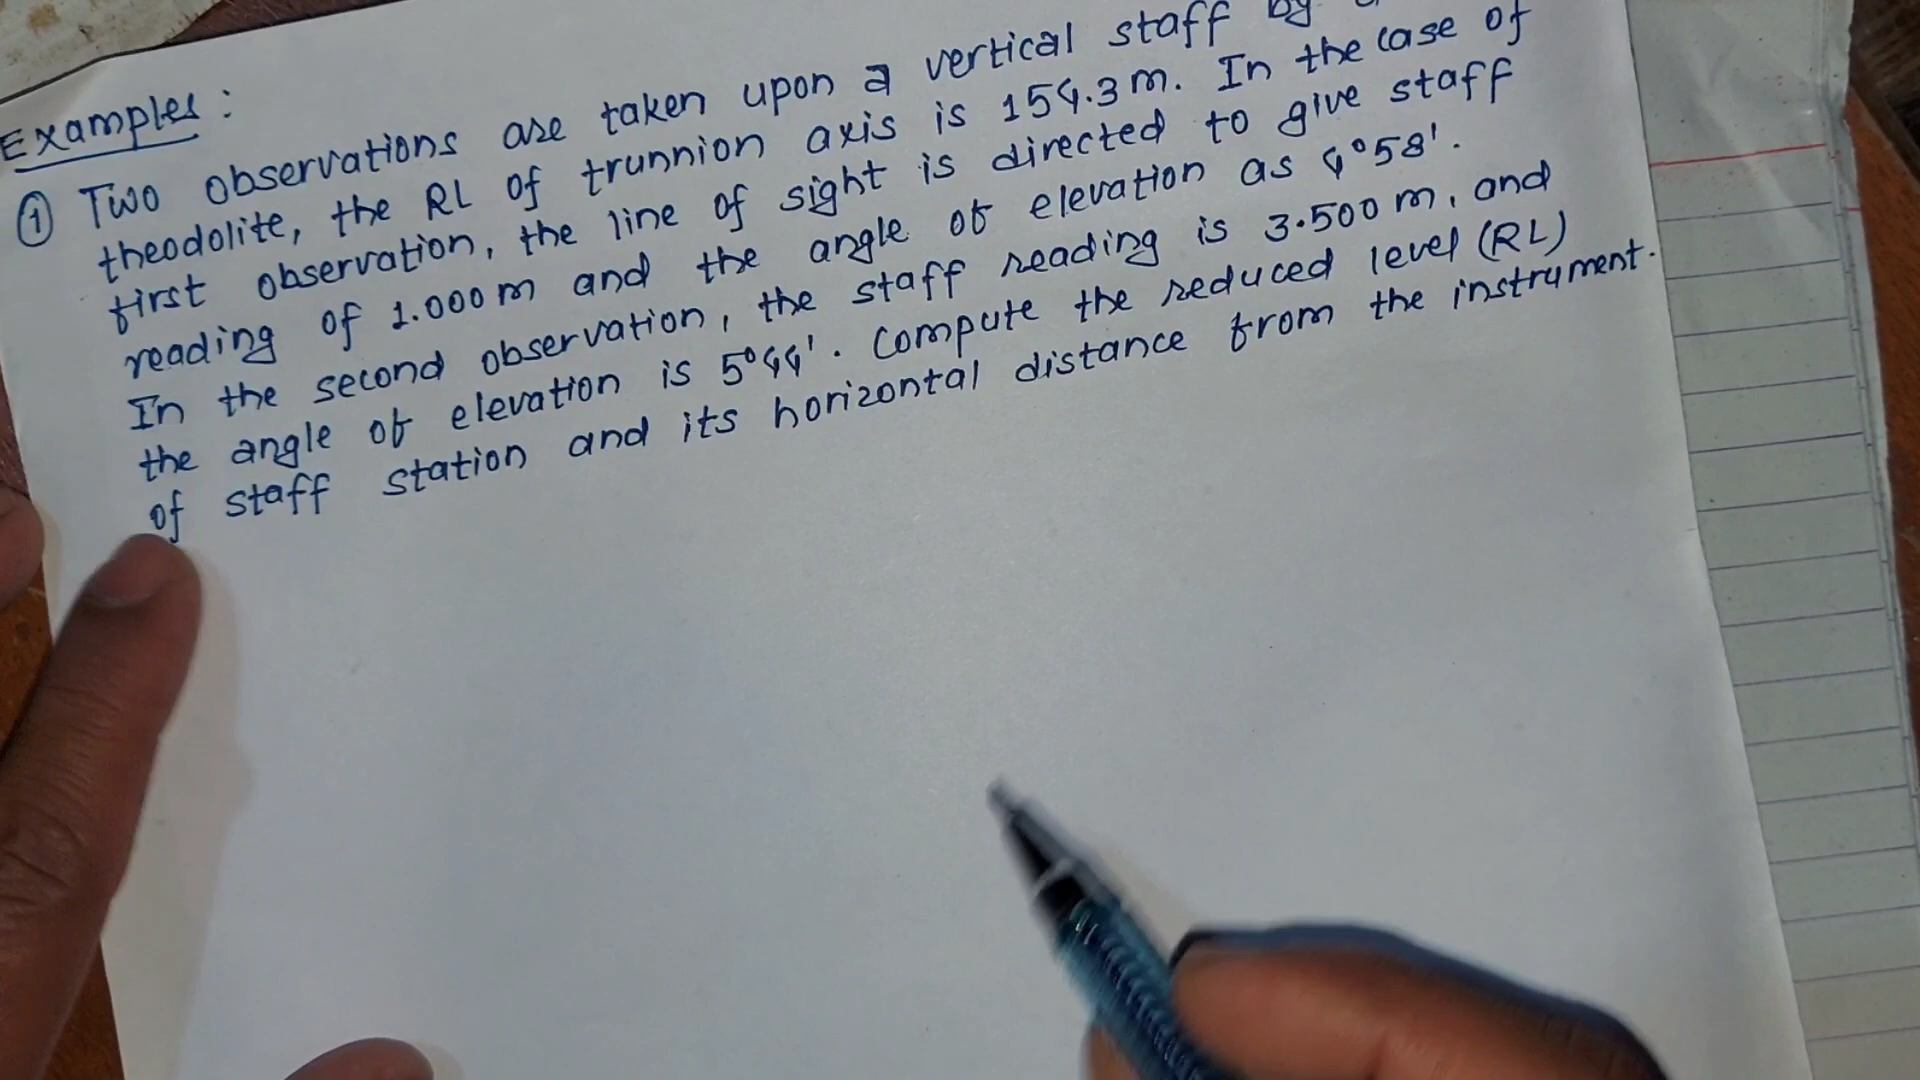 Examples :
① Two observations are taken upon a vertical staff by
theodolite, the RL of trunnion axis is 154.3 m. In the case of
first observation, the line of sight is directed to give staff
reading of 1.000 m and the angle of elevation as 4°58'.
In the second observation, the staff reading is 3.500 m, and
the angle of elevation is 5°44'. Compute the reduced level (RL)
of staff station and its horizontal distance from the instrument.